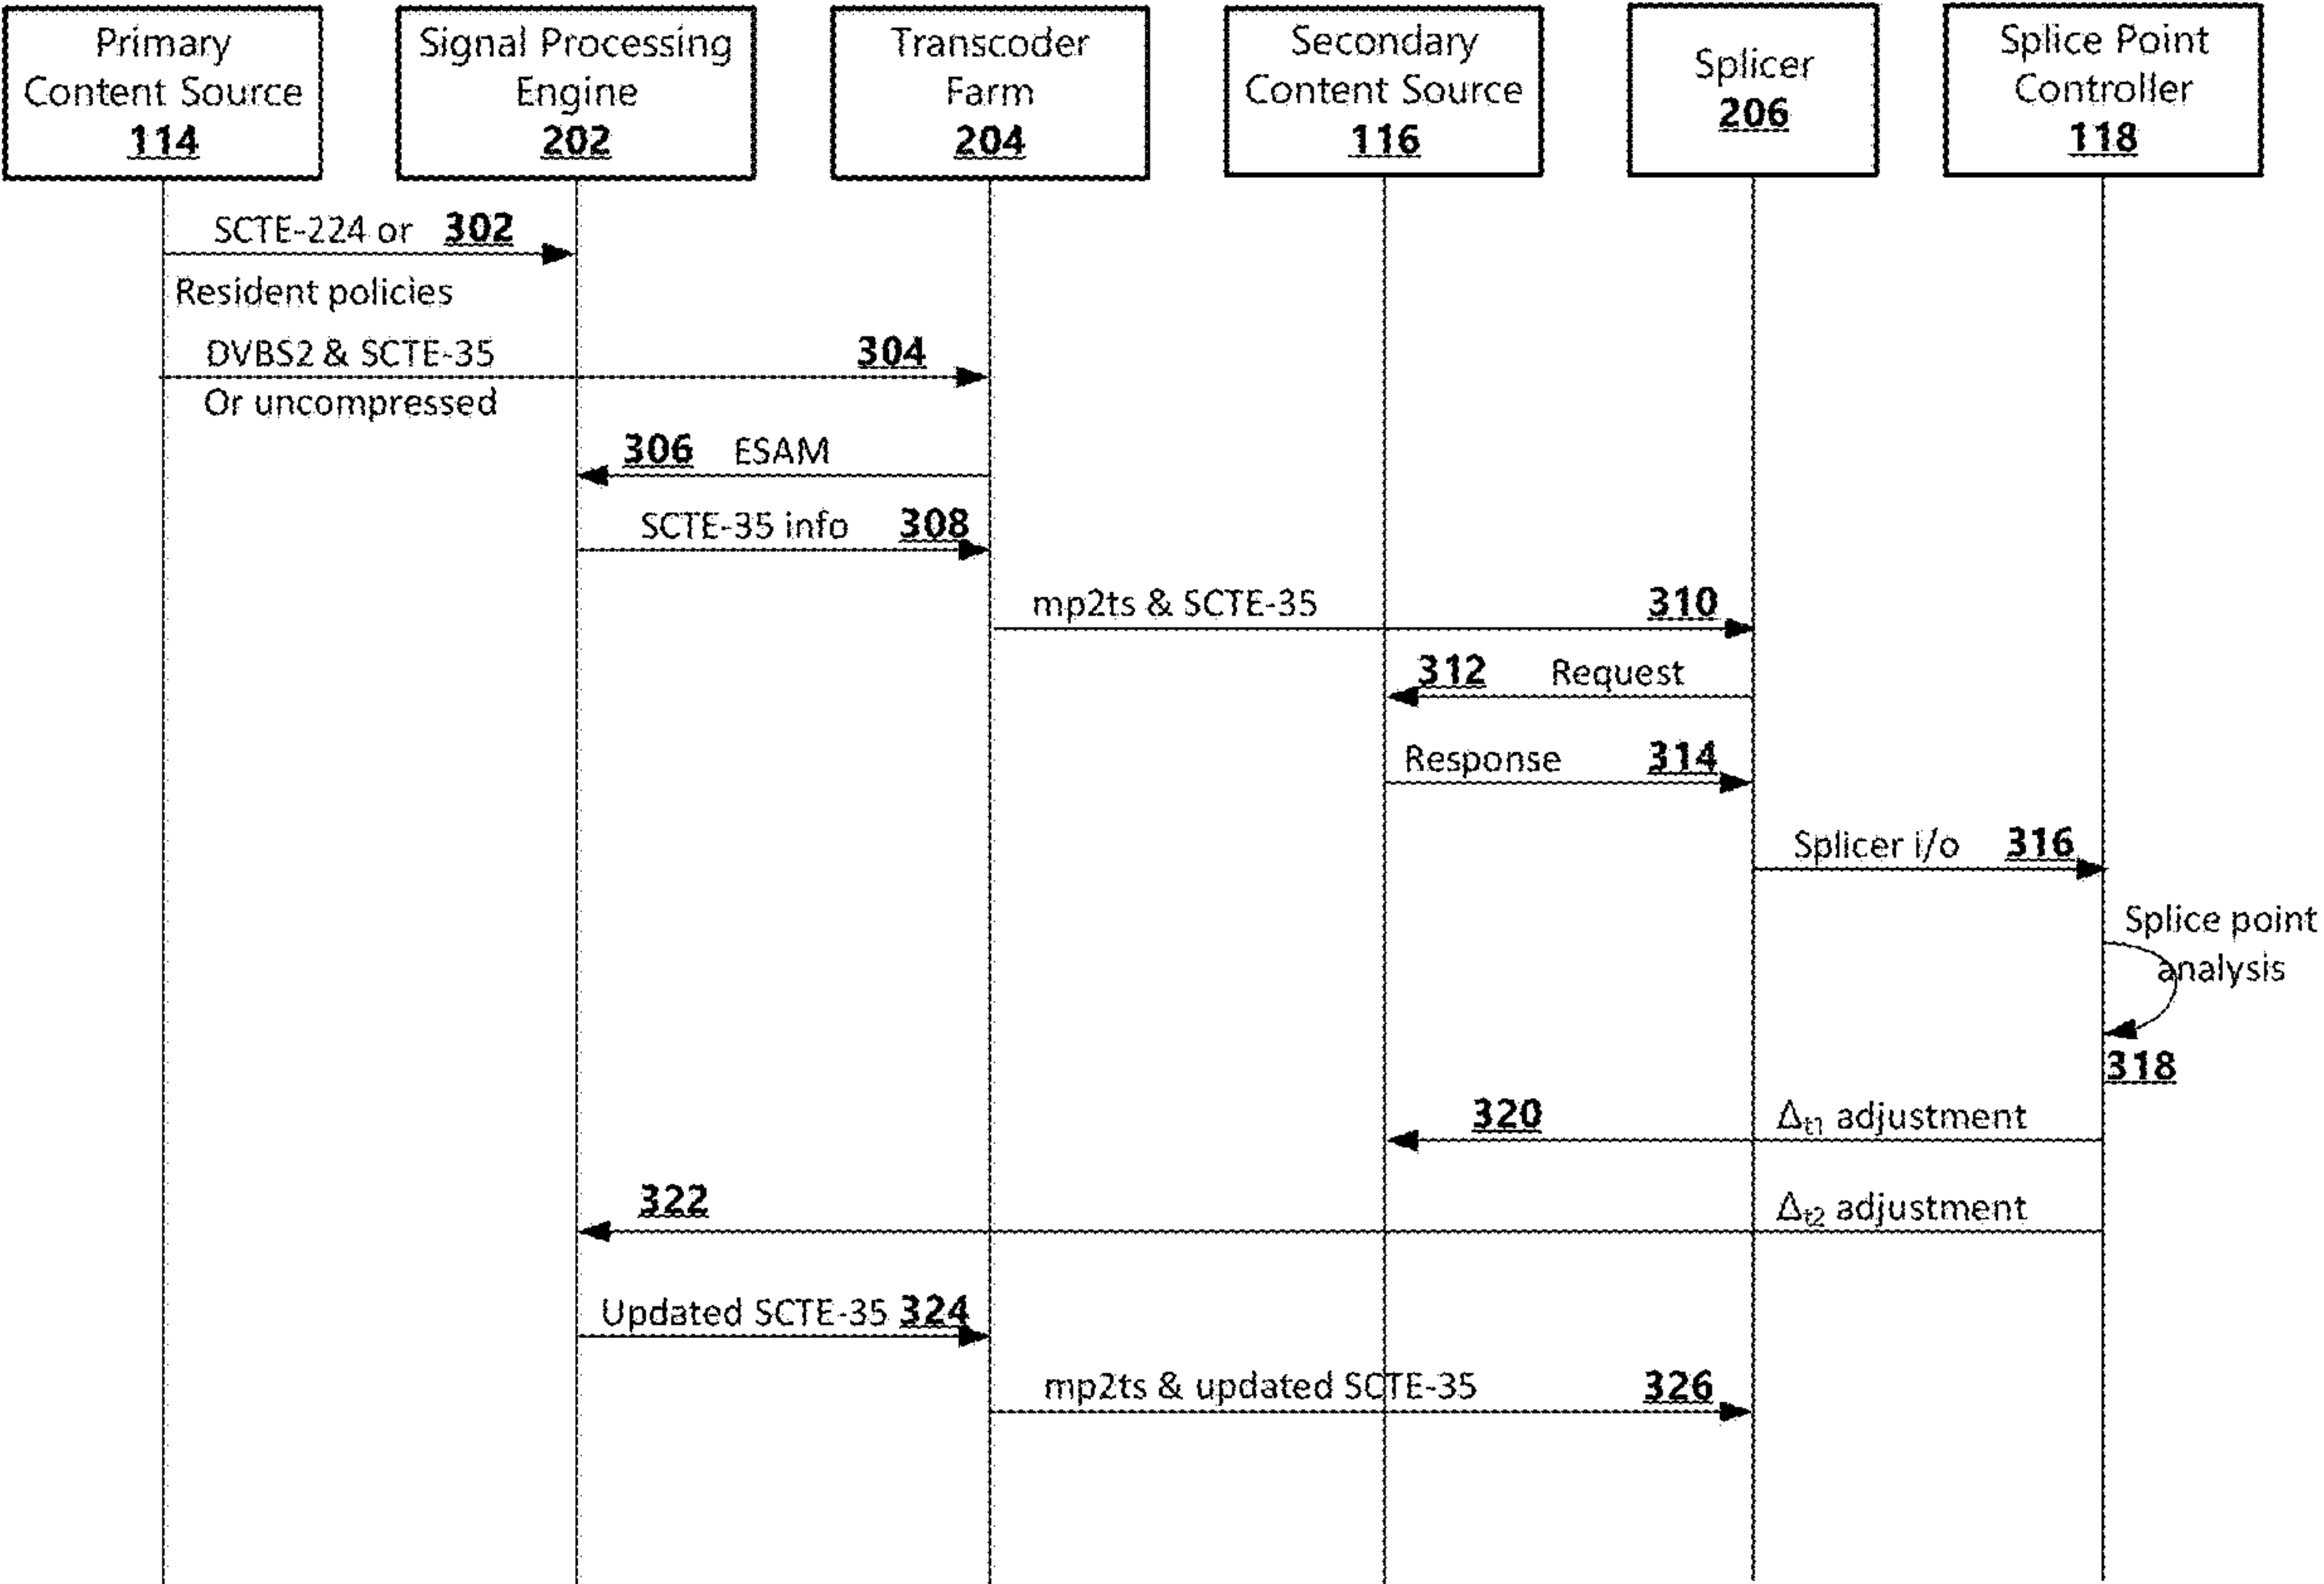 Primary
Content Source
114
Signal Processing
Engine
202
Transcoder
Farm
204
Secondary
Content Source
116
Splicer
206
Splice Point
Controller
118
SCTE-224 or 302
Resident policies
DVBS2 & SCTE-35 304
Or uncompressed
306 ESAM
SCTE-35 info 308
mp2ts & SCTE-35 310
312 Request
Response 314
Splicer i/o 316
Splice point
analysis
318
320 Δt1 adjustment
322 Δt2 adjustment
Updated SCTE-35 324
mp2ts & updated SCTE-35 326